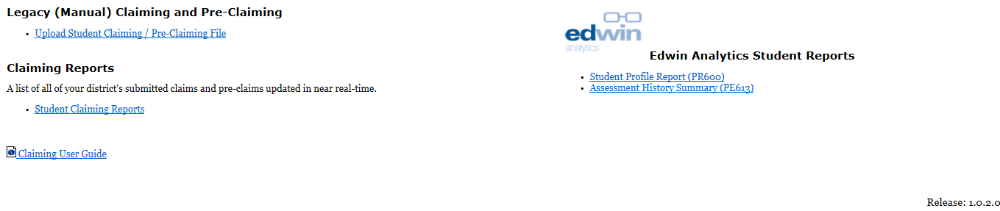 Legacy (Manual) Claiming and Pre-Claiming
• Upload Student Claiming / Pre-Claiming File
Claiming Reports
A list of all of your district's submitted claims and pre-claims updated in near real-time.
• Student Claiming Reports
Claiming User Guide
edwin
analytics
Edwin Analytics Student Reports
• Student Profile Report (PR600)
• Assessment History Summary (PE613)
Release: 1.0.2.0